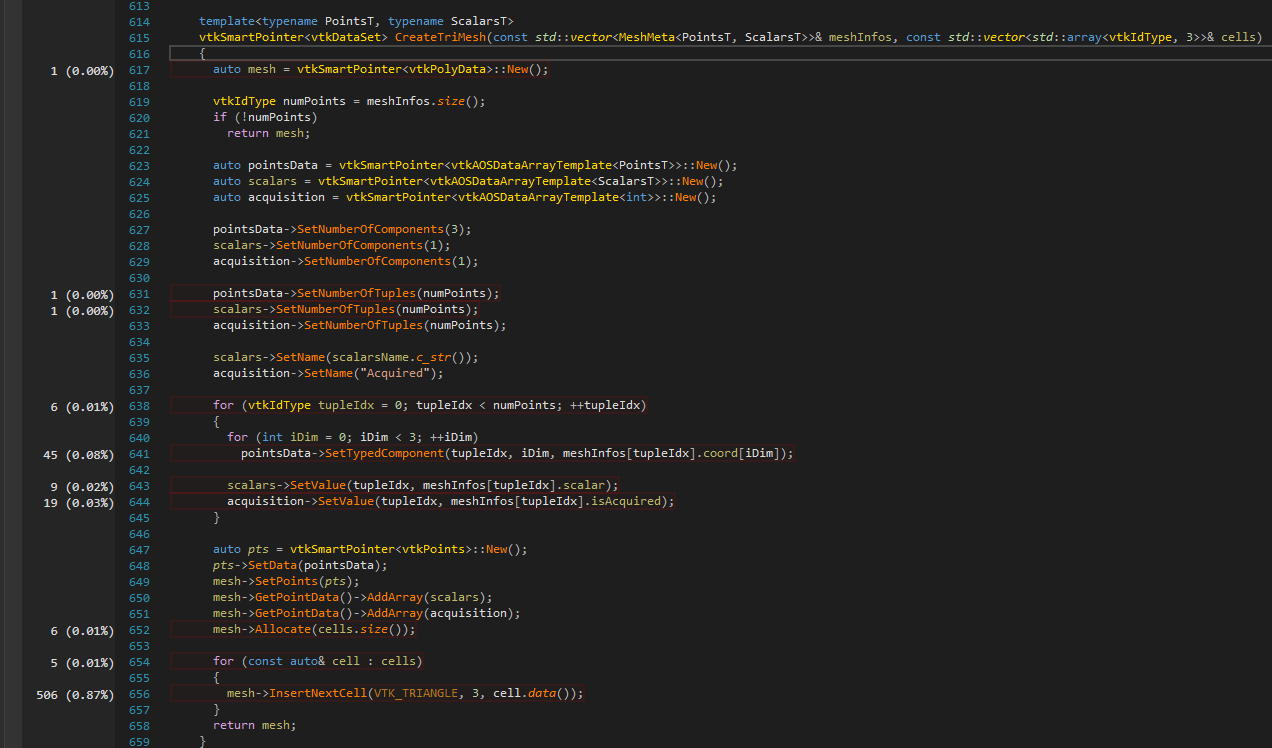 613
614 template<typename PointsT, typename ScalarsT>
615 vtkSmartPointer<vtkDataSet> CreateTriMesh(const std::vector<MeshMeta<PointsT, ScalarsT>>& meshInfos, const std::vector<std::array<vtkIdType, 3>>& cells)
616 {
1 (0.00%) 617 auto mesh = vtkSmartPointer<vtkPolyData>::New();
618
619 vtkIdType numPoints = meshInfos.size();
620 if (!numPoints)
621 return mesh;
622
623 auto pointsData = vtkSmartPointer<vtkAOSDataArrayTemplate<PointsT>>::New();
624 auto scalars = vtkSmartPointer<vtkAOSDataArrayTemplate<ScalarsT>>::New();
625 auto acquisition = vtkSmartPointer<vtkAOSDataArrayTemplate<int>>::New();
626
627 pointsData->SetNumberOfComponents(3);
628 scalars->SetNumberOfComponents(1);
629 acquisition->SetNumberOfComponents(1);
630
1 (0.00%) 631 pointsData->SetNumberOfTuples(numPoints);
1 (0.00%) 632 scalars->SetNumberOfTuples(numPoints);
633 acquisition->SetNumberOfTuples(numPoints);
634
635 scalars->SetName(scalarsName.c_str());
636 acquisition->SetName("Acquired");
637
6 (0.01%) 638 for (vtkIdType tupleIdx = 0; tupleIdx < numPoints; ++tupleIdx)
639 {
640 for (int iDim = 0; iDim < 3; ++iDim)
45 (0.08%) 641 pointsData->SetTypedComponent(tupleIdx, iDim, meshInfos[tupleIdx].coord[iDim]);
642
9 (0.02%) 643 scalars->SetValue(tupleIdx, meshInfos[tupleIdx].scalar);
19 (0.03%) 644 acquisition->SetValue(tupleIdx, meshInfos[tupleIdx].isAcquired);
645 }
646
647 auto pts = vtkSmartPointer<vtkPoints>::New();
648 pts->SetData(pointsData);
649 mesh->SetPoints(pts);
650 mesh->GetPointData()->AddArray(scalars);
651 mesh->GetPointData()->AddArray(acquisition);
6 (0.01%) 652 mesh->Allocate(cells.size());
653
5 (0.01%) 654 for (const auto& cell : cells)
655 {
506 (0.87%) 656 mesh->InsertNextCell(VTK_TRIANGLE, 3, cell.data());
657 }
658 return mesh;
659 }